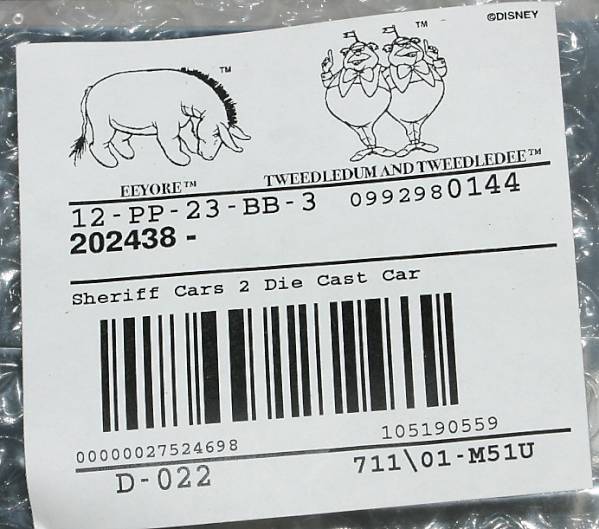 ©DISNEY
TM
TM
EEYORE™
TWEEDLEDUM AND TWEEDLEDEE™
12-PP-23-BB-3 0992980144
202438 -
Sheriff Cars 2 Die Cast Car
00000027524698
105190559
D-022
711\01-M51U